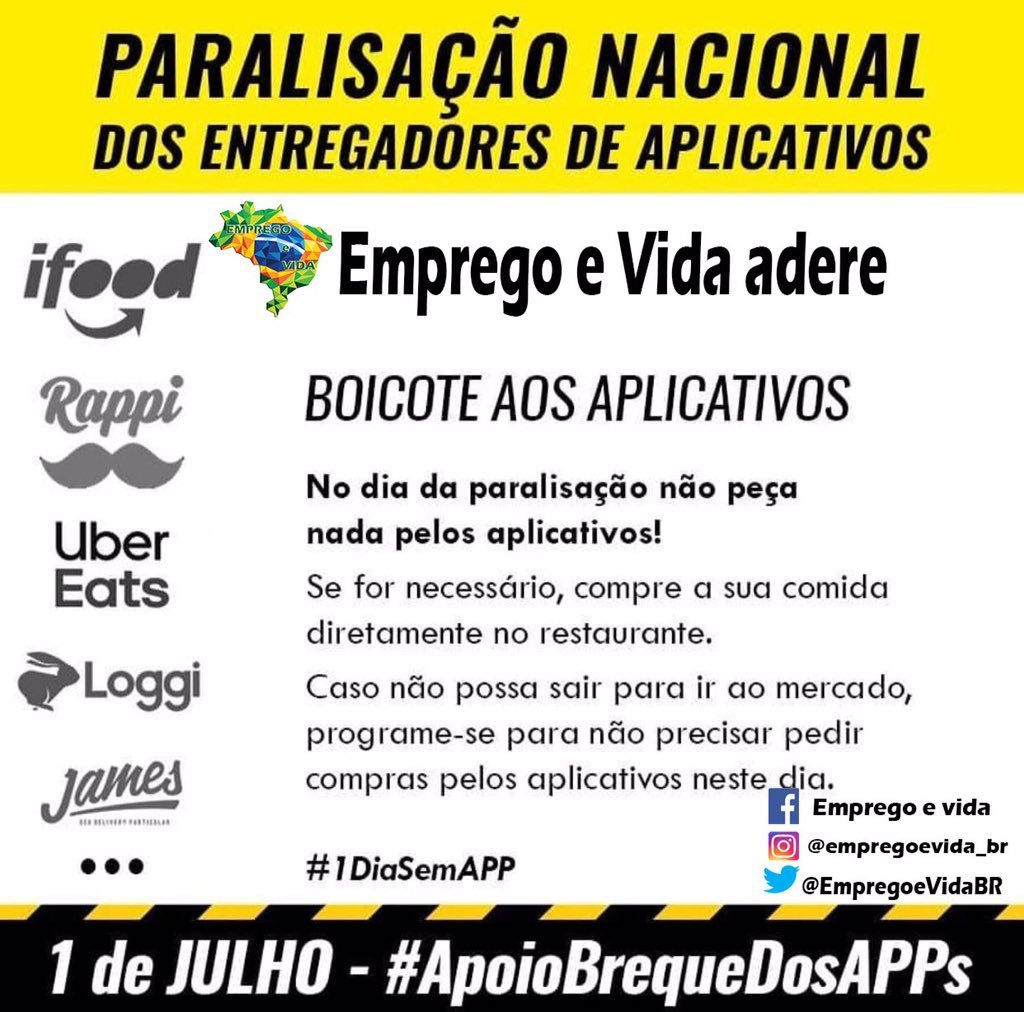 PARALISAÇÃO NACIONAL
DOS ENTREGADORES DE APLICATIVOS
ifood
EMPREGO
e
VIDA
Emprego e Vida adere
Rappi
BOICOTE AOS APLICATIVOS
No dia da paralisação não peça
nada pelos aplicativos!
Uber
Eats
Se for necessário, compre a sua comida
diretamente no restaurante.
Loggi
Caso não possa sair para ir ao mercado,
programe-se para não precisar pedir
compras pelos aplicativos neste dia.
James
SEU DELIVERY PARTICULAR
Emprego e vida
@empregoevida_br
@EmpregoeVidaBR
•••
#1DiaSemAPP
1 de JULHO - #ApoioBrequeDosAPPs